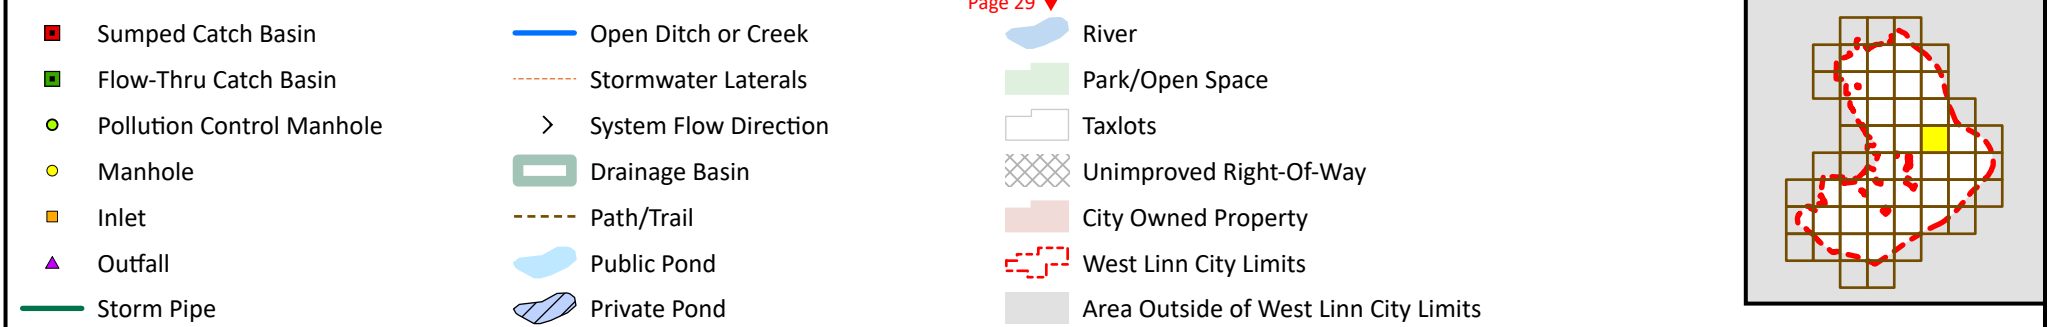 Page 29
Sumped Catch Basin
Flow-Thru Catch Basin
Pollution Control Manhole
Manhole
Inlet
Outfall
Storm Pipe
Open Ditch or Creek
Stormwater Laterals
System Flow Direction
Drainage Basin
Path/Trail
Public Pond
Private Pond
River
Park/Open Space
Taxlots
Unimproved Right-Of-Way
City Owned Property
West Linn City Limits
Area Outside of West Linn City Limits